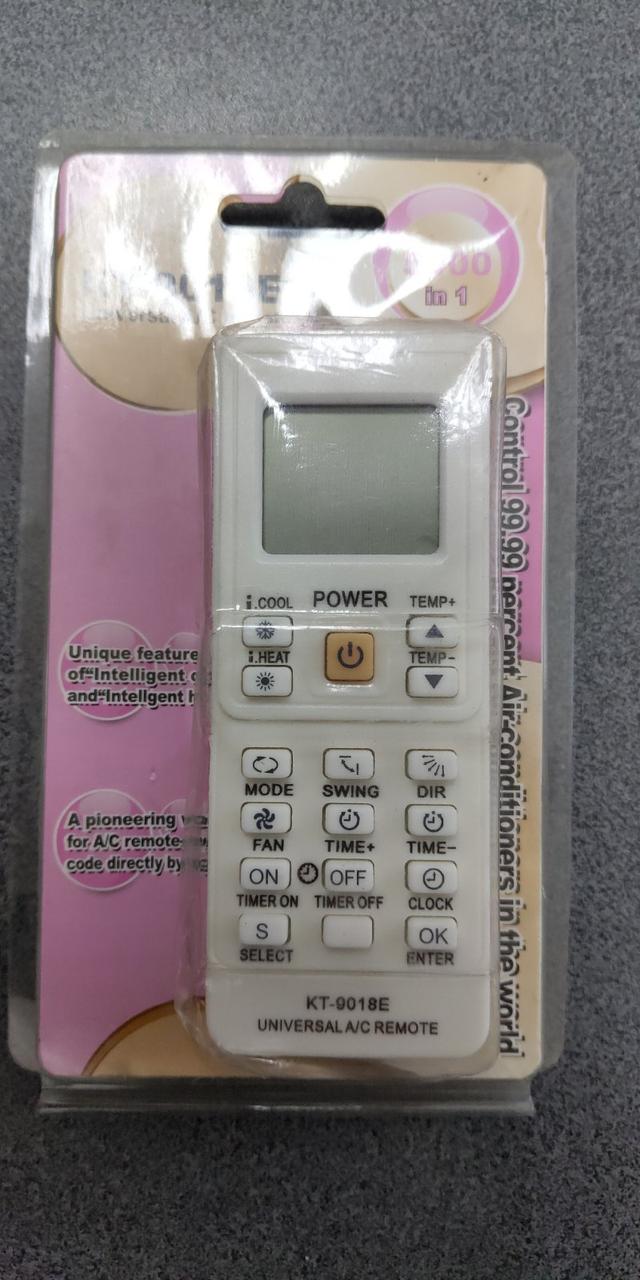 in 1
i.COOL
POWER
TEMP+
i.HEAT
TEMP-
MODE
SWING
DIR
FAN
TIME+
TIME-
ON
OFF
TIMER ON
TIMER OFF
CLOCK
S
OK
SELECT
ENTER
KT-9018E
UNIVERSAL A/C REMOTE
Unique feature
of“Intelligent
and“Intellgent
A pioneering
for A/C remote
code directly by
Control 99.99 percent Air-conditioners in the world